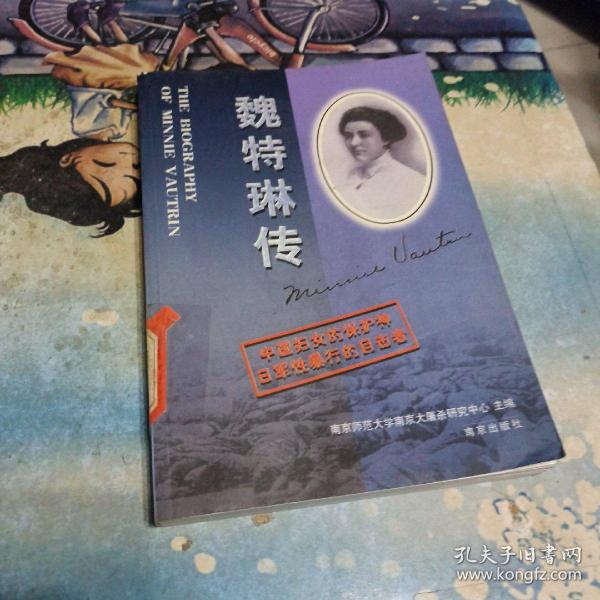 THE BIOGRAPHY
OF MINNIE VAUTRIN
魏特琳传
Minnie Vautrin
中国妇女的保护神
日军性暴行的目击者
南京师范大学南京大屠杀研究中心 主编
南京出版社
孔夫子旧書网
www.kongfz.com